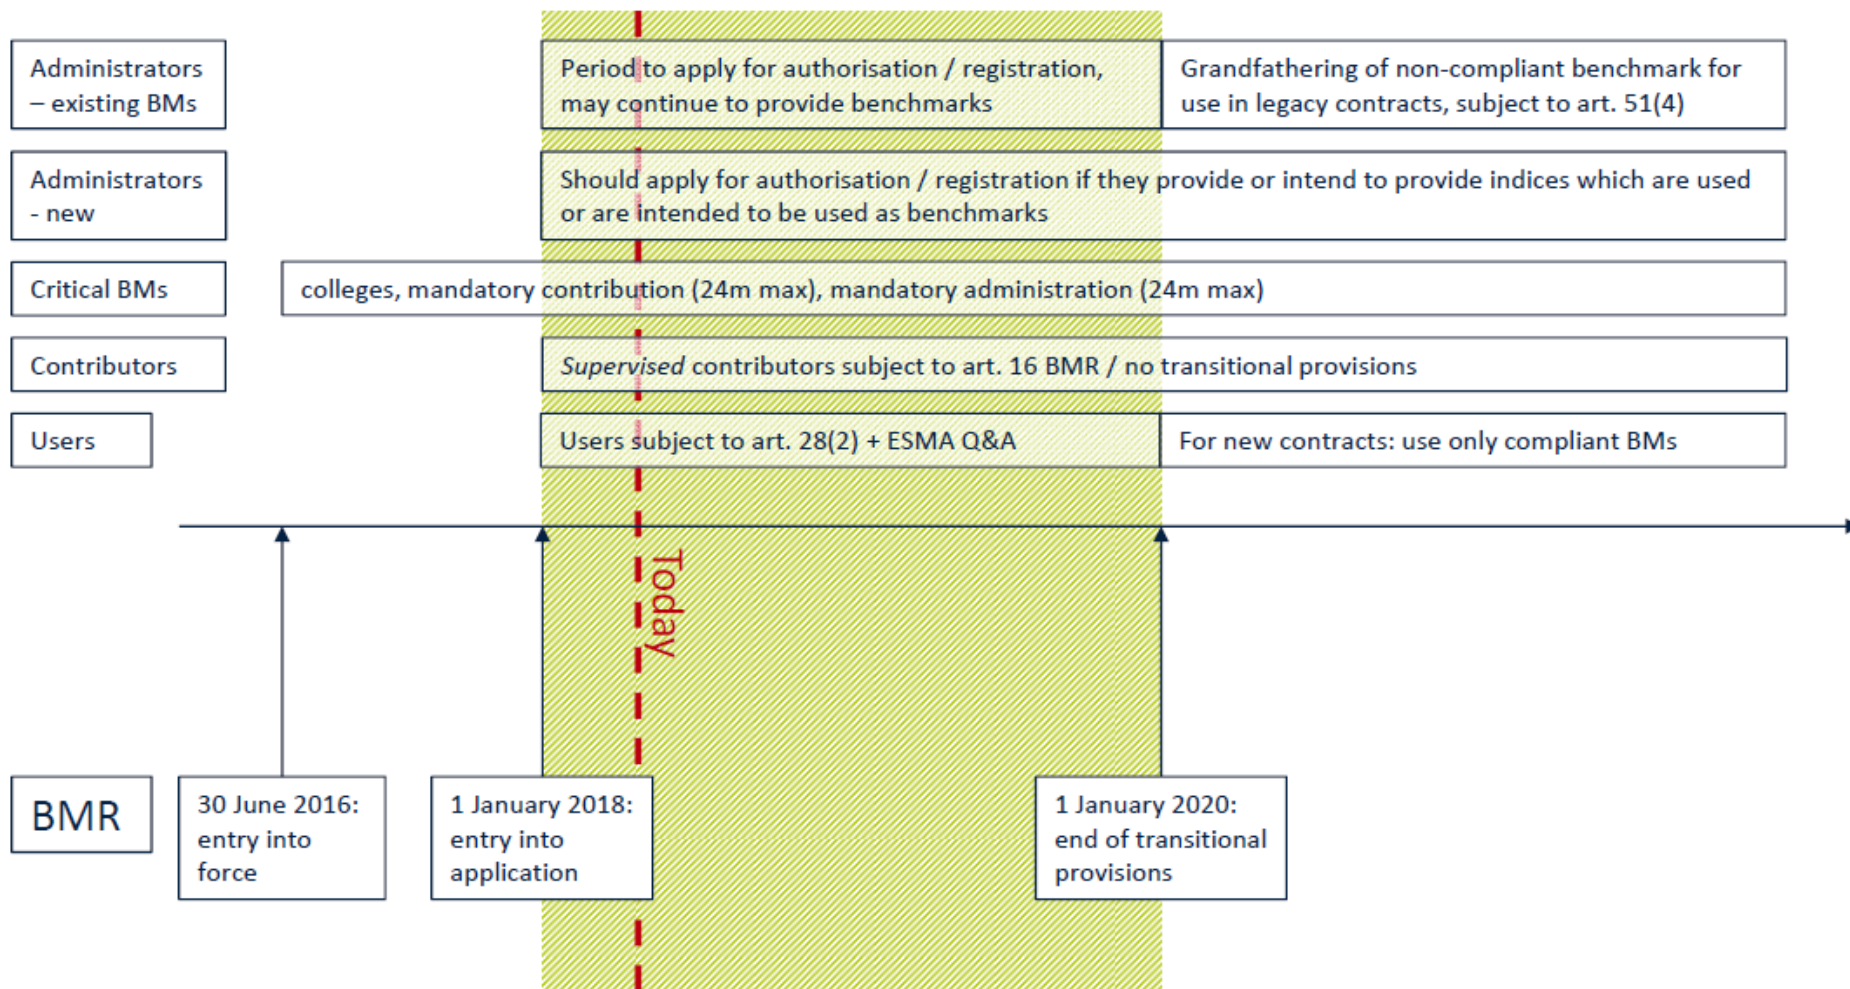 Administrators
– existing BMs
Period to apply for authorisation / registration,
may continue to provide benchmarks
Grandfathering of non-compliant benchmark for
use in legacy contracts, subject to art. 51(4)
Administrators
- new
Should apply for authorisation / registration if they provide or intend to provide indices which are used
or are intended to be used as benchmarks
Critical BMs
colleges, mandatory contribution (24m max), mandatory administration (24m max)
Contributors
Supervised contributors subject to art. 16 BMR / no transitional provisions
Users
Users subject to art. 28(2) + ESMA Q&A
For new contracts: use only compliant BMs
Today
BMR
30 June 2016:
entry into
force
1 January 2018:
entry into
application
1 January 2020:
end of transitional
provisions